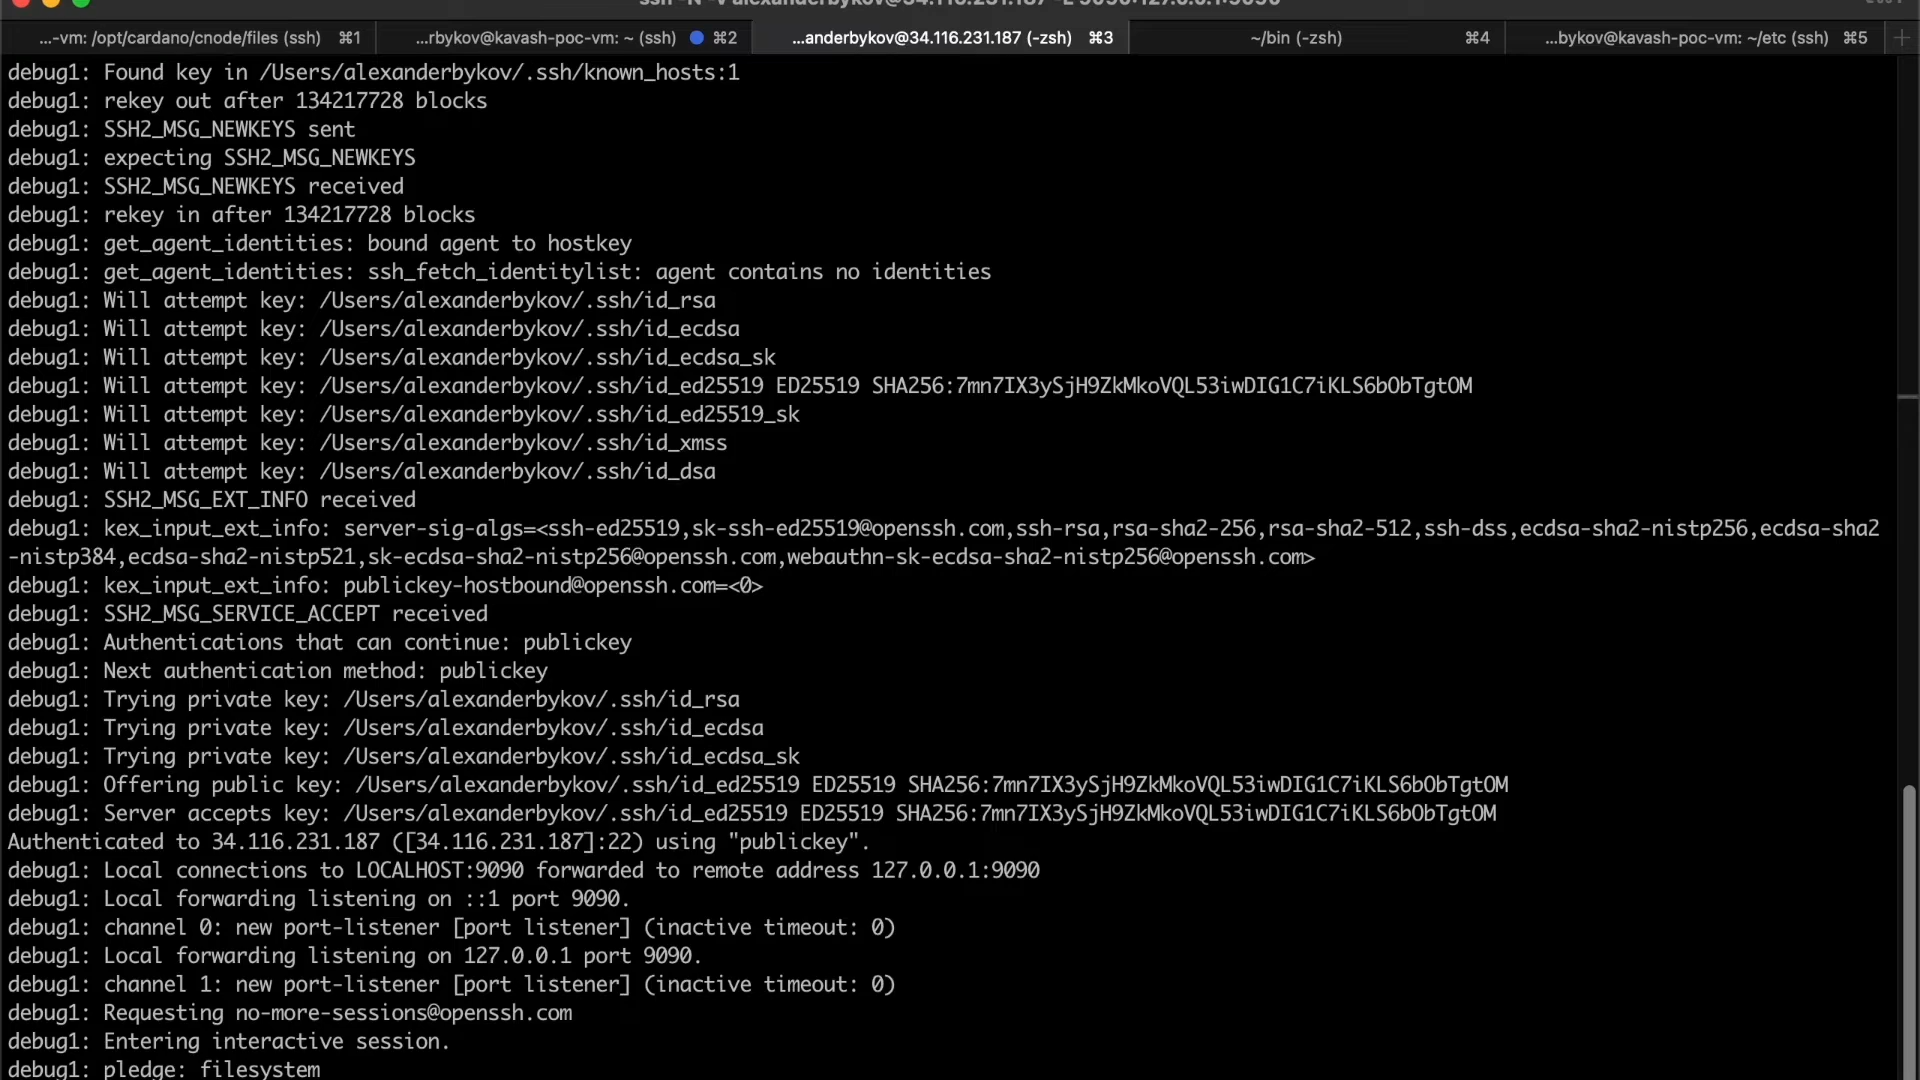 ssh -N -v alexanderbykov@34.116.231.187 -L 9090:127.0.0.1:9090
...-vm: /opt/cardano/cnode/files (ssh) ⌘1 ...rbykov@kavash-poc-vm: ~ (ssh) ⌘2 ...anderbykov@34.116.231.187 (-zsh) ⌘3 ~/bin (-zsh) ⌘4 ...bykov@kavash-poc-vm: ~/etc (ssh) ⌘5
debug1: Found key in /Users/alexanderbykov/.ssh/known_hosts:1
debug1: rekey out after 134217728 blocks
debug1: SSH2_MSG_NEWKEYS sent
debug1: expecting SSH2_MSG_NEWKEYS
debug1: SSH2_MSG_NEWKEYS received
debug1: rekey in after 134217728 blocks
debug1: get_agent_identities: bound agent to hostkey
debug1: get_agent_identities: ssh_fetch_identitylist: agent contains no identities
debug1: Will attempt key: /Users/alexanderbykov/.ssh/id_rsa
debug1: Will attempt key: /Users/alexanderbykov/.ssh/id_ecdsa
debug1: Will attempt key: /Users/alexanderbykov/.ssh/id_ecdsa_sk
debug1: Will attempt key: /Users/alexanderbykov/.ssh/id_ed25519 ED25519 SHA256:7mn7IX3ySjH9ZkMkoVQL53iwDIG1C7iKLS6bObTgtOM
debug1: Will attempt key: /Users/alexanderbykov/.ssh/id_ed25519_sk
debug1: Will attempt key: /Users/alexanderbykov/.ssh/id_xmss
debug1: Will attempt key: /Users/alexanderbykov/.ssh/id_dsa
debug1: SSH2_MSG_EXT_INFO received
debug1: kex_input_ext_info: server-sig-algs=<ssh-ed25519,sk-ssh-ed25519@openssh.com,ssh-rsa,rsa-sha2-256,rsa-sha2-512,ssh-dss,ecdsa-sha2-nistp256,ecdsa-sha2
-nistp384,ecdsa-sha2-nistp521,sk-ecdsa-sha2-nistp256@openssh.com,webauthn-sk-ecdsa-sha2-nistp256@openssh.com>
debug1: kex_input_ext_info: publickey-hostbound@openssh.com=<0>
debug1: SSH2_MSG_SERVICE_ACCEPT received
debug1: Authentications that can continue: publickey
debug1: Next authentication method: publickey
debug1: Trying private key: /Users/alexanderbykov/.ssh/id_rsa
debug1: Trying private key: /Users/alexanderbykov/.ssh/id_ecdsa
debug1: Trying private key: /Users/alexanderbykov/.ssh/id_ecdsa_sk
debug1: Offering public key: /Users/alexanderbykov/.ssh/id_ed25519 ED25519 SHA256:7mn7IX3ySjH9ZkMkoVQL53iwDIG1C7iKLS6bObTgtOM
debug1: Server accepts key: /Users/alexanderbykov/.ssh/id_ed25519 ED25519 SHA256:7mn7IX3ySjH9ZkMkoVQL53iwDIG1C7iKLS6bObTgtOM
Authenticated to 34.116.231.187 ([34.116.231.187]:22) using "publickey".
debug1: Local connections to LOCALHOST:9090 forwarded to remote address 127.0.0.1:9090
debug1: Local forwarding listening on ::1 port 9090.
debug1: channel 0: new port-listener [port listener] (inactive timeout: 0)
debug1: Local forwarding listening on 127.0.0.1 port 9090.
debug1: channel 1: new port-listener [port listener] (inactive timeout: 0)
debug1: Requesting no-more-sessions@openssh.com
debug1: Entering interactive session.
debug1: pledge: filesystem